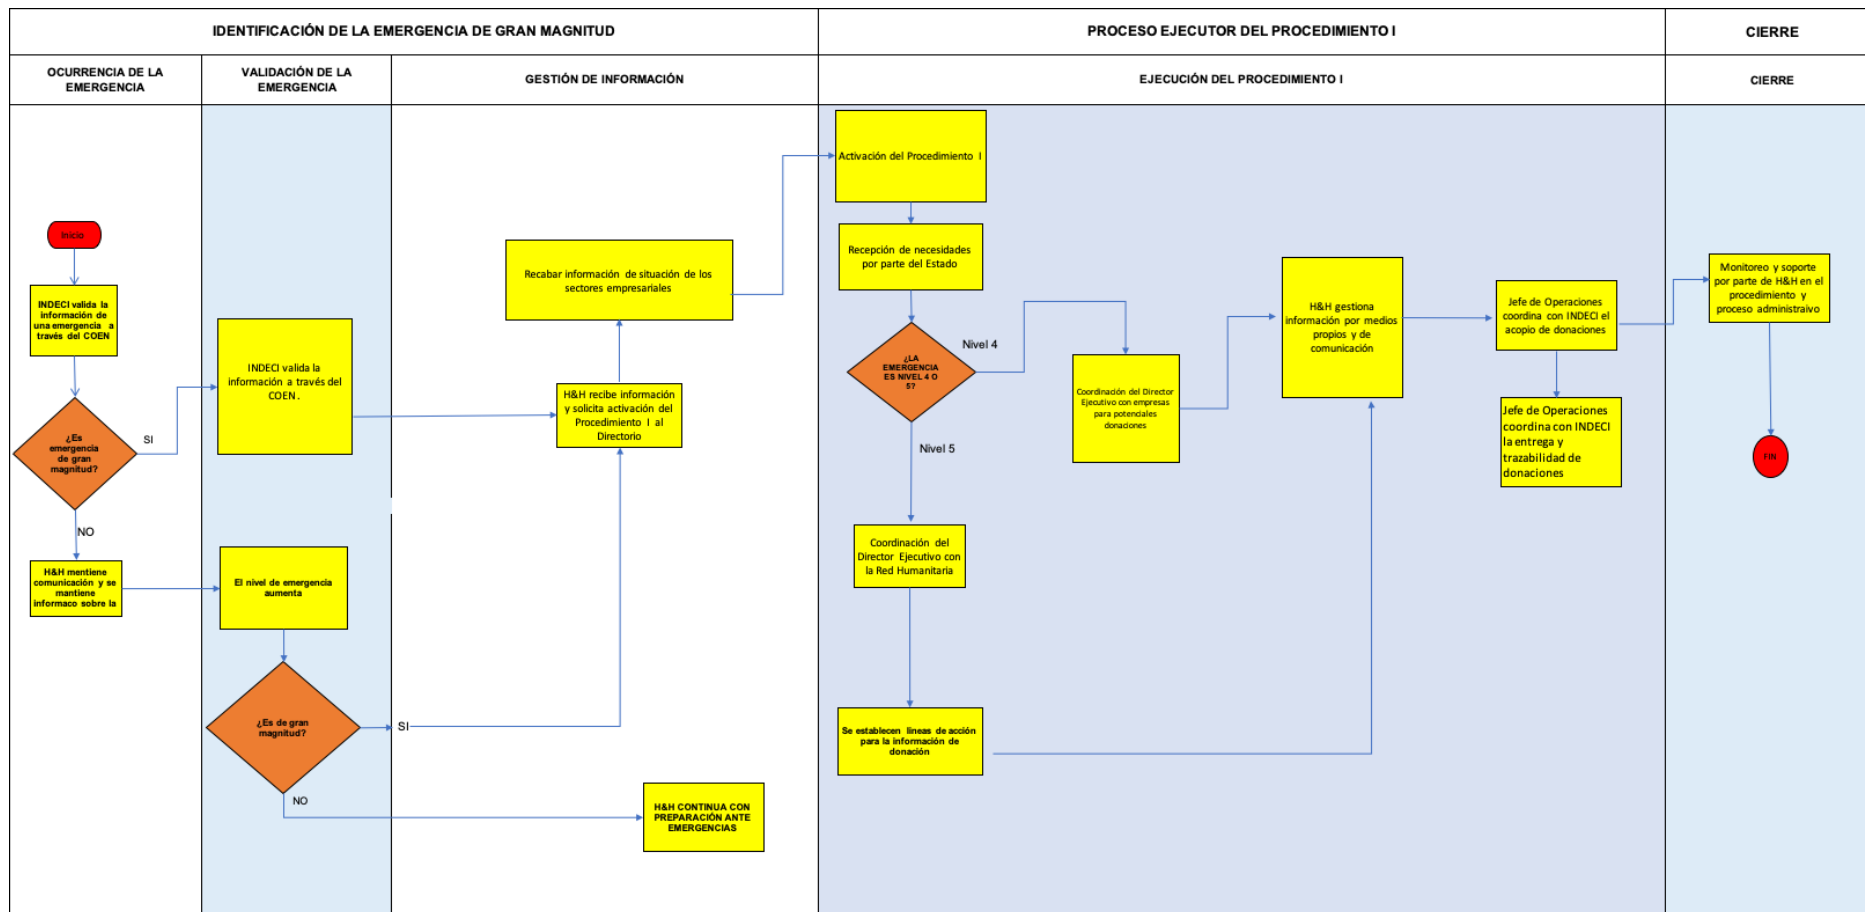 IDENTIFICACIÓN DE LA EMERGENCIA DE GRAN MAGNITUD
PROCESO EJECUTOR DEL PROCEDIMIENTO I
CIERRE
OCURRENCIA DE LA
EMERGENCIA
VALIDACIÓN DE LA
EMERGENCIA
GESTIÓN DE INFORMACIÓN
EJECUCIÓN DEL PROCEDIMIENTO I
CIERRE
Inicio
INDECI valida la
información de
una emergencia a
través del COEN
¿Es
emergencia
de gran
magnitud?
SI
NO
H&H mantiene
comunicación y se
mantiene
informaco sobre la
INDECI valida la
información a través del
COEN.
El nivel de emergencia
aumenta
¿Es de gran
magnitud?
SI
NO
Recabar información de situación de los
sectores empresariales
H&H recibe información
y solicita activación del
Procedimiento I al
Directorio
H&H CONTINUA CON
PREPARACIÓN ANTE
EMERGENCIAS
Activación del Procedimiento I
Recepción de necesidades
por parte del Estado
¿LA
EMERGENCIA
ES NIVEL 4 O
5?
Nivel 4
Nivel 5
Coordinación del
Director Ejecutivo con
la Red Humanitaria
Se establecen líneas de acción
para la información de
donación
Coordinación del Director
Ejecutivo con empresas
para potenciales
donaciones
H&H gestiona
información por medios
propios y de
comunicación
Jefe de Operaciones
coordina con INDECI el
acopio de donaciones
Jefe de Operaciones
coordina con INDECI
la entrega y
trazabilidad de
donaciones
Monitoreo y soporte
por parte de H&H en el
procedimiento y
proceso administraivo
FIN